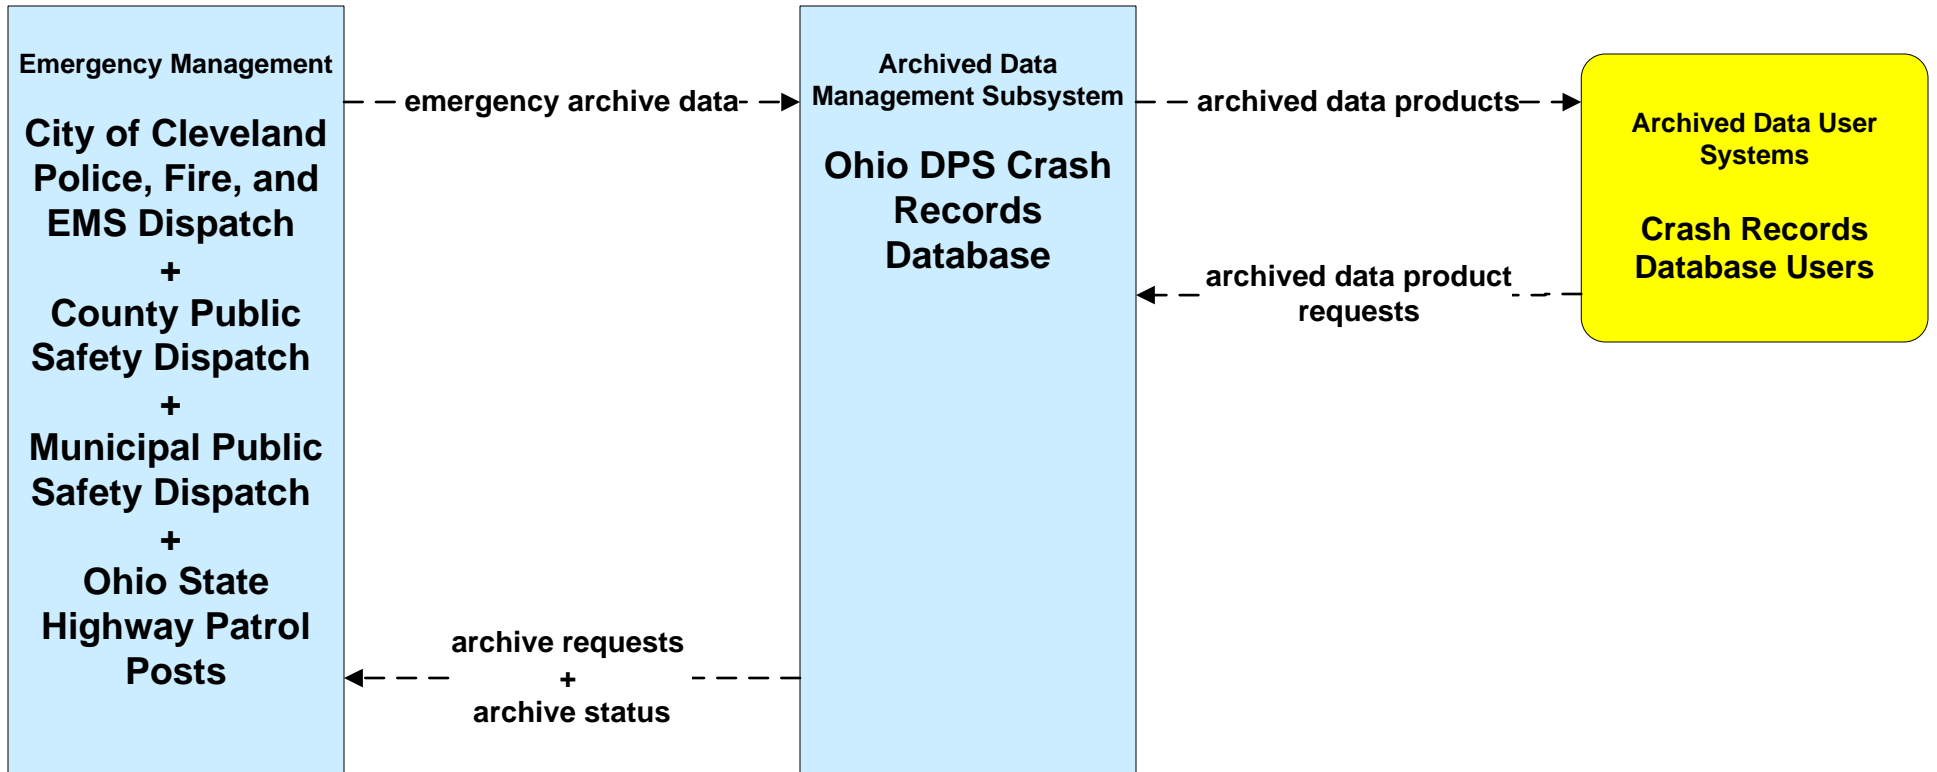 Emergency Management
City of Cleveland
Police, Fire, and
EMS Dispatch
+
County Public
Safety Dispatch
+
Municipal Public
Safety Dispatch
+
Ohio State
Highway Patrol
Posts
emergency archive data
archive requests
+
archive status
Archived Data
Management Subsystem
Ohio DPS Crash
Records
Database
archived data products
archived data product
requests
Archived Data User
Systems
Crash Records
Database Users